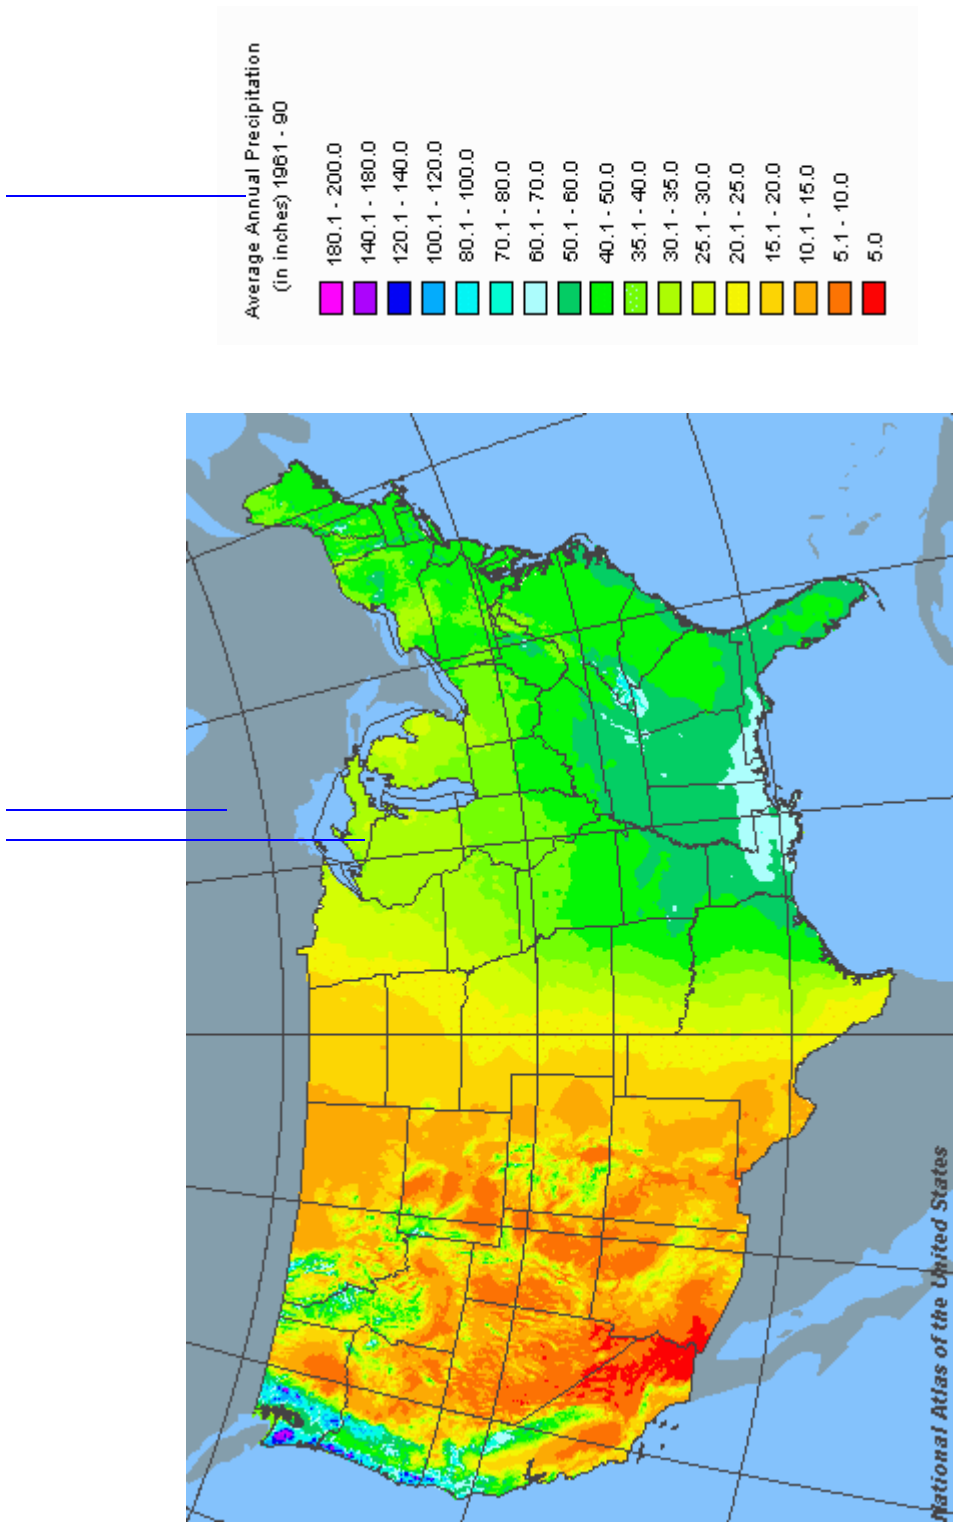 Average Annual Precipitation
(in inches) 1961 - 90
180.1 - 200.0
140.1 - 180.0
120.1 - 140.0
100.1 - 120.0
80.1 - 100.0
70.1 - 80.0
60.1 - 70.0
50.1 - 60.0
40.1 - 50.0
35.1 - 40.0
30.1 - 35.0
25.1 - 30.0
20.1 - 25.0
15.1 - 20.0
10.1 - 15.0
5.1 - 10.0
5.0
National Atlas of the United States